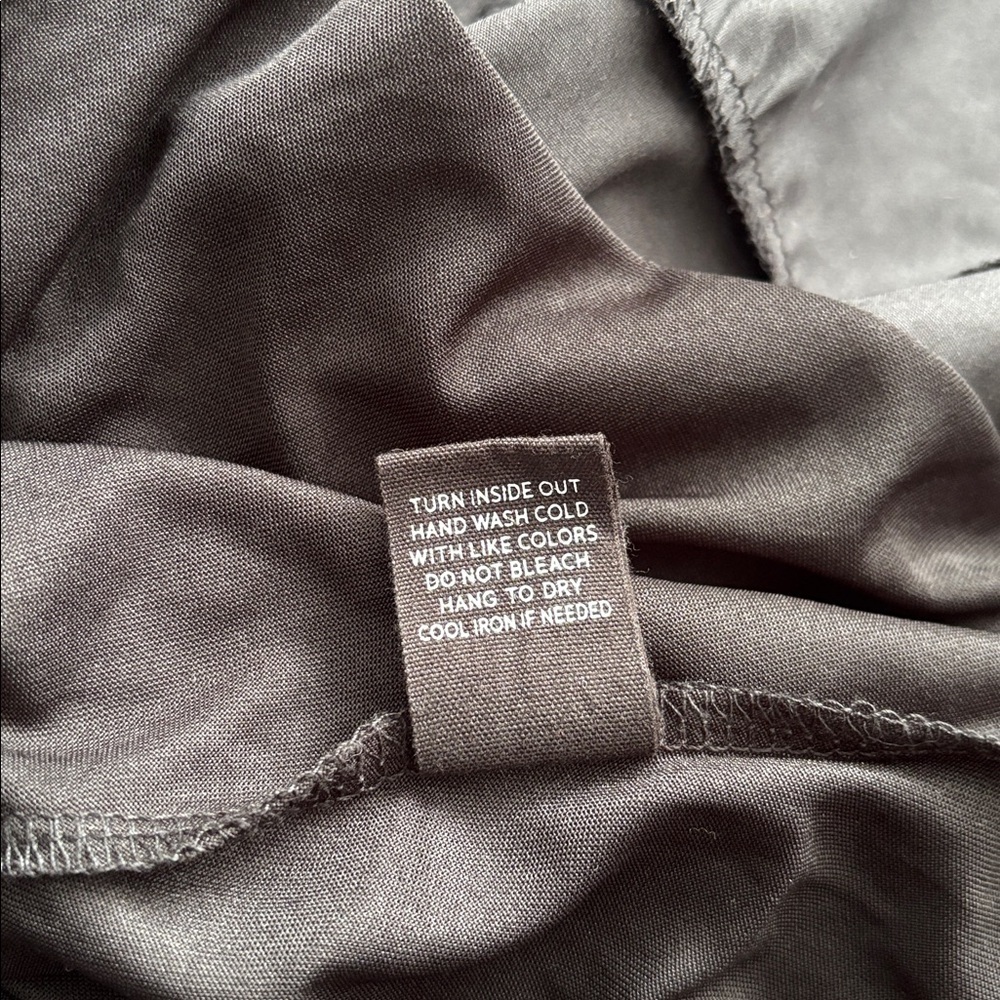 TURN INSIDE OUT
HAND WASH COLD
WITH LIKE COLORS
DO NOT BLEACH
HANG TO DRY
COOL IRON IF NEEDED